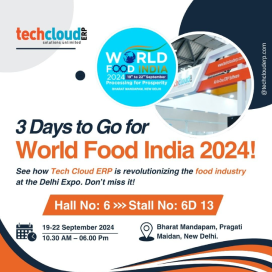 techcloud ERP
solutions unlimited
WORLD
FOOD INDIA
2024 19th to 22nd September
Processing for Prosperity
BHARAT MANDAPAM, NEW DELHI
@techclouderp.com
3 Days to Go for
World Food India 2024!
See how Tech Cloud ERP is revolutionizing the food industry
at the Delhi Expo. Don't miss it!
Hall No: 6 >>> Stall No: 6D 13
19-22 September 2024
10.30 AM – 06.00 Pm
Bharat Mandapam, Pragati
Maidan, New Delhi.